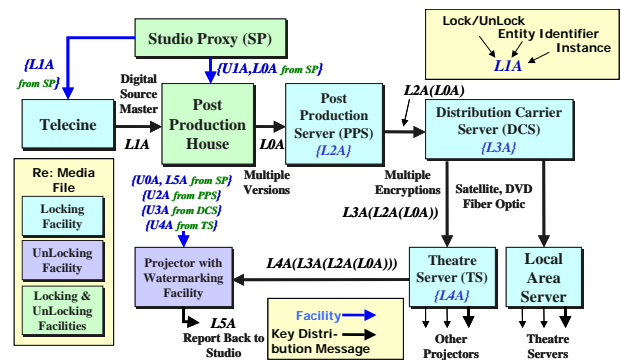 Studio Proxy (SP)
Lock/UnLock
Entity Identifier
Instance
L1A
{L1A
from SP}
{U1A,L0A from SP}
Digital
Source
Master
Telecine
L1A
Post
Production
House
L0A
Post
Production
Server (PPS)
{L2A}
L2A(L0A)
Distribution Carrier
Server (DCS)
{L3A}
Multiple
Versions
Multiple
Encryptions
Satellite, DVD
Fiber Optic
L3A(L2A(L0A))
Re: Media
File
Locking
Facility
UnLocking
Facility
Locking &
UnLocking
Facilities
{U0A, L5A from SP}
{U2A from PPS}
{U3A from DCS}
{U4A from TS}
Projector with
Watermarking
Facility
L4A(L3A(L2A(L0A)))
Theatre
Server (TS)
{L4A}
Local
Area
Server
L5A
Report Back to
Studio
Facility
Key Distri-
bution Message
Other
Projectors
Theatre
Servers